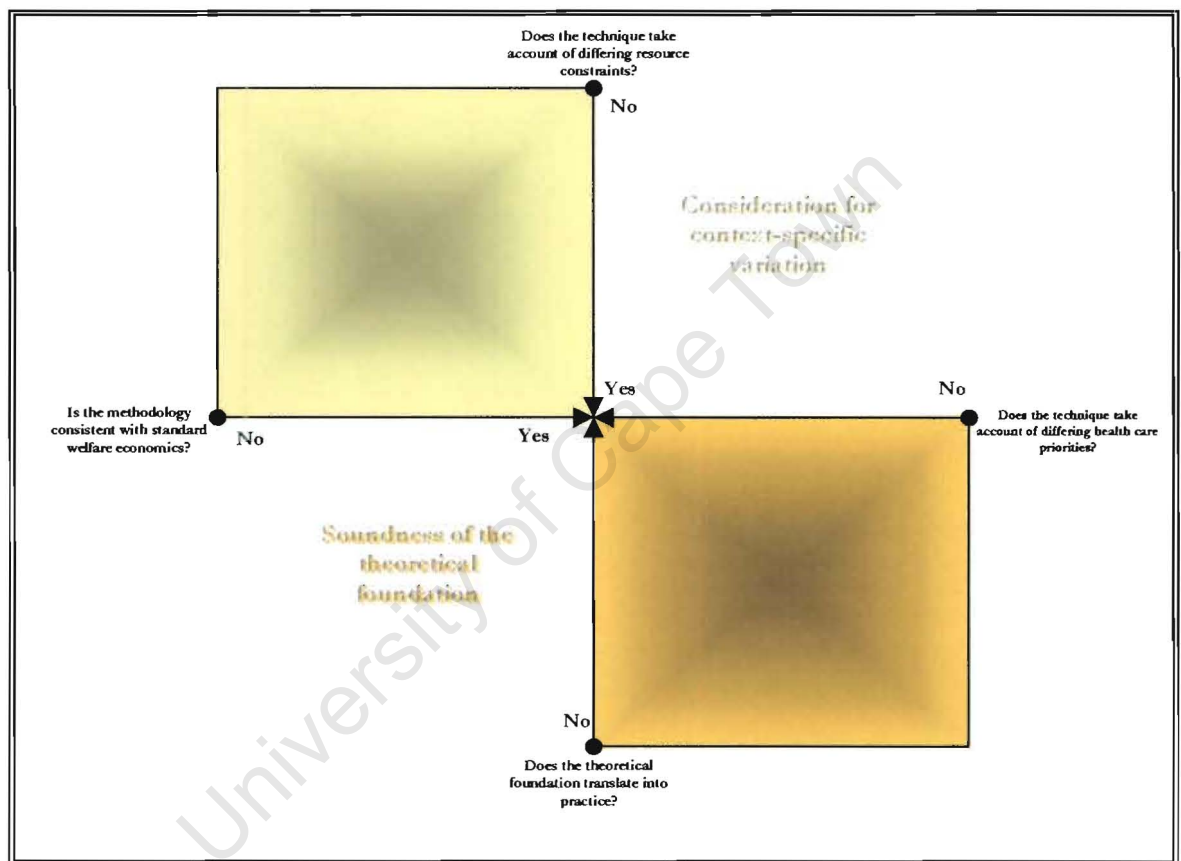 Does the technique take
account of differing resource
constraints?
No
Consideration for
context-specific
variation
Yes
No
Is the methodology
consistent with standard
welfare economics?
No
Yes
Does the technique take
account of differing health care
priorities?
Soundness of the
theoretical
foundation
No
Does the theoretical
foundation translate into
practice?
University of Cape Town